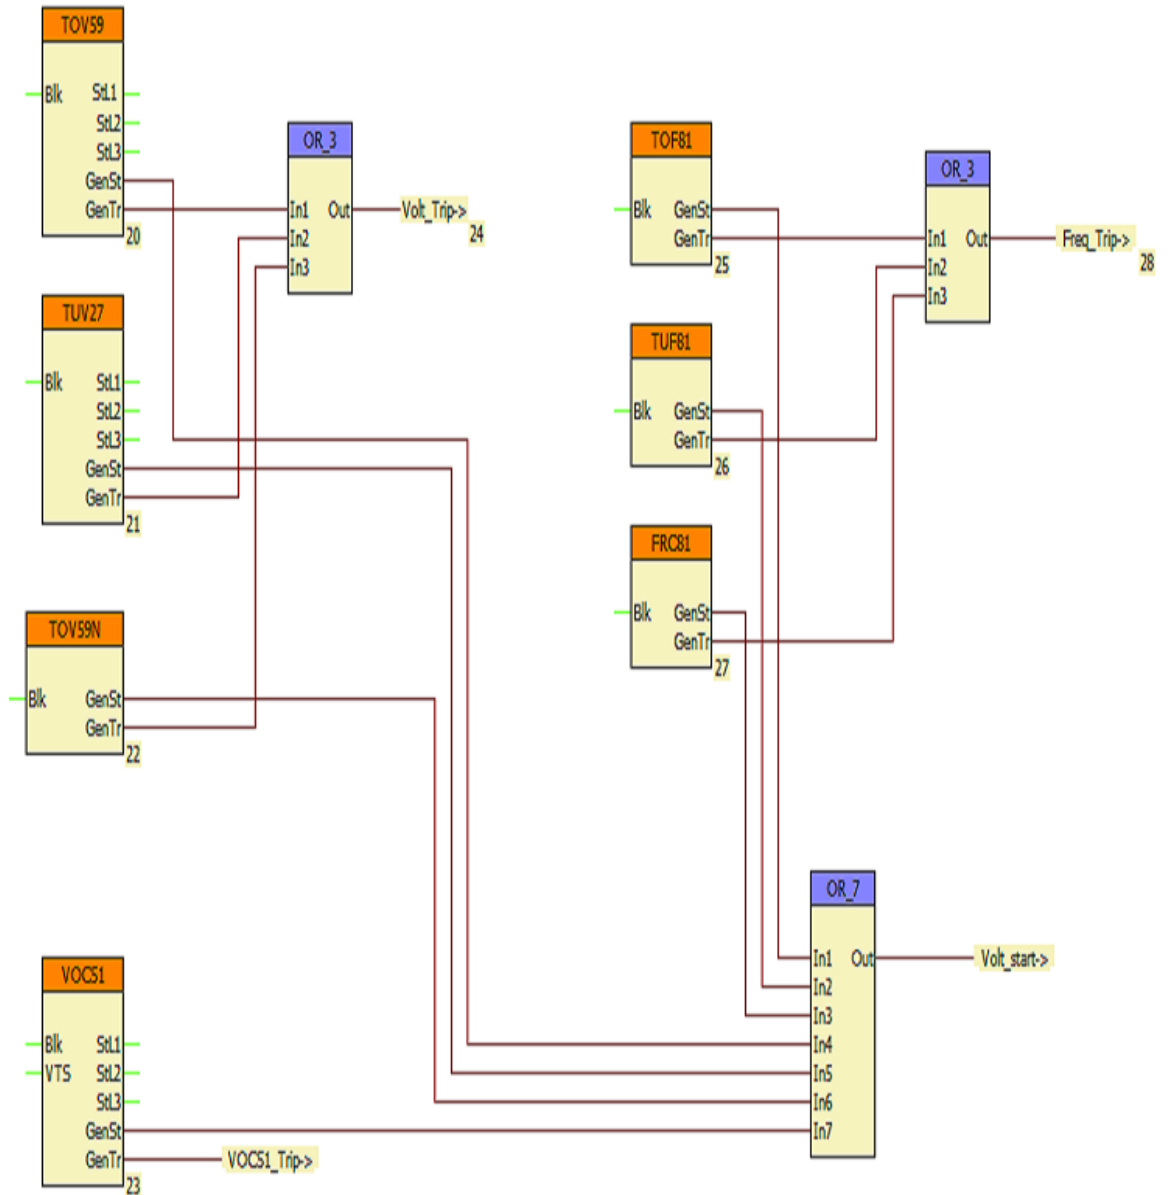 TOV59
Blk StL1
StL2
StL3
GenSt
GenTr
20
OR_3
In1 Out
In2
In3
Volt_Trip->
24
TUV27
Blk StL1
StL2
StL3
GenSt
GenTr
21
TOV59N
Blk GenSt
GenTr
22
VOC51
Blk StL1
VTS StL2
StL3
GenSt
GenTr
23
VOC51_Trip->
TOF81
Blk GenSt
GenTr
25
OR_3
In1 Out
In2
In3
Freq_Trip->
28
TUF81
Blk GenSt
GenTr
26
FRC81
Blk GenSt
GenTr
27
OR_7
In1 Out
In2
In3
In4
In5
In6
In7
Volt_start->